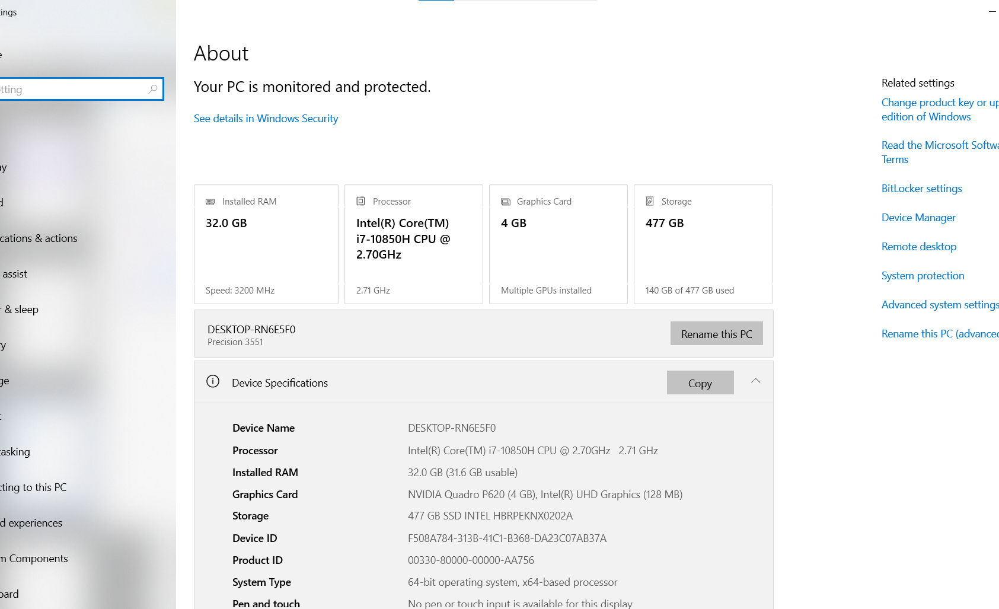 ings
e
tting
ay
d
cations & actions
assist
r & sleep
ry
ge
t
tasking
cting to this PC
d experiences
m Components
oard
About
Your PC is monitored and protected.
See details in Windows Security
Installed RAM
32.0 GB
Speed: 3200 MHz
Processor
Intel(R) Core(TM)
i7-10850H CPU @
2.70GHz
2.71 GHz
Graphics Card
4 GB
Multiple GPUs installed
Storage
477 GB
140 GB of 477 GB used
DESKTOP-RN6E5F0
Precision 3551
Rename this PC
Device Specifications
Copy
Device Name DESKTOP-RN6E5F0
Processor Intel(R) Core(TM) i7-10850H CPU @ 2.70GHz 2.71 GHz
Installed RAM 32.0 GB (31.6 GB usable)
Graphics Card NVIDIA Quadro P620 (4 GB), Intel(R) UHD Graphics (128 MB)
Storage 477 GB SSD INTEL HBRPEKNX0202A
Device ID F508A784-313B-41C1-B368-DA23C07AB37A
Product ID 00330-80000-00000-AA756
System Type 64-bit operating system, x64-based processor
Pen and touch No pen or touch input is available for this display
Related settings
Change product key or up
edition of Windows
Read the Microsoft Softwa
Terms
BitLocker settings
Device Manager
Remote desktop
System protection
Advanced system settings
Rename this PC (advanced